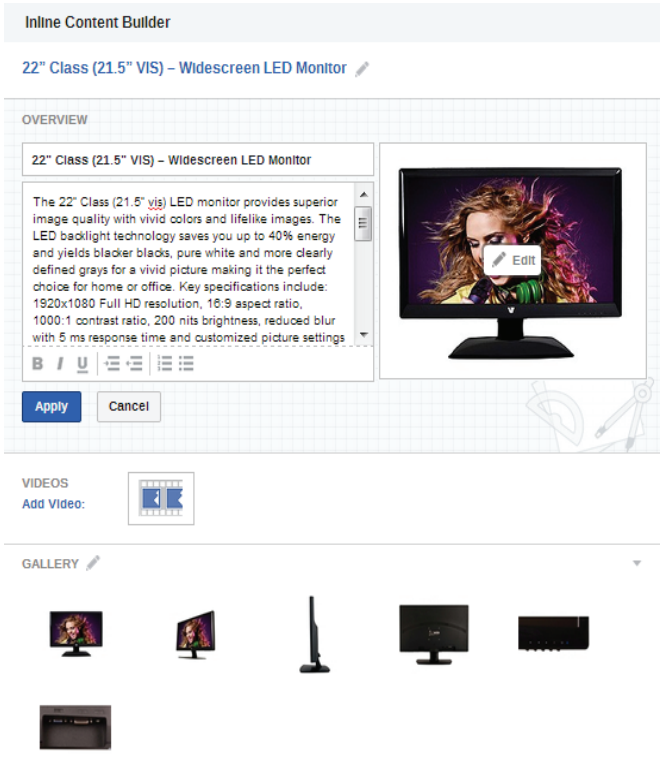 Inline Content Builder
22” Class (21.5” VIS) – Widescreen LED Monitor
OVERVIEW
22" Class (21.5" VIS) – Widescreen LED Monitor
The 22" Class (21.5" vis) LED monitor provides superior
image quality with vivid colors and lifelike images. The
LED backlight technology saves you up to 40% energy
and yields blacker blacks, pure white and more clearly
defined grays for a vivid picture making it the perfect
choice for home or office. Key specifications include:
1920x1080 Full HD resolution, 16:9 aspect ratio,
1000:1 contrast ratio, 200 nits brightness, reduced blur
with 5 ms response time and customized picture settings
Edit
B I U
Apply Cancel
VIDEOS
Add Video:
GALLERY